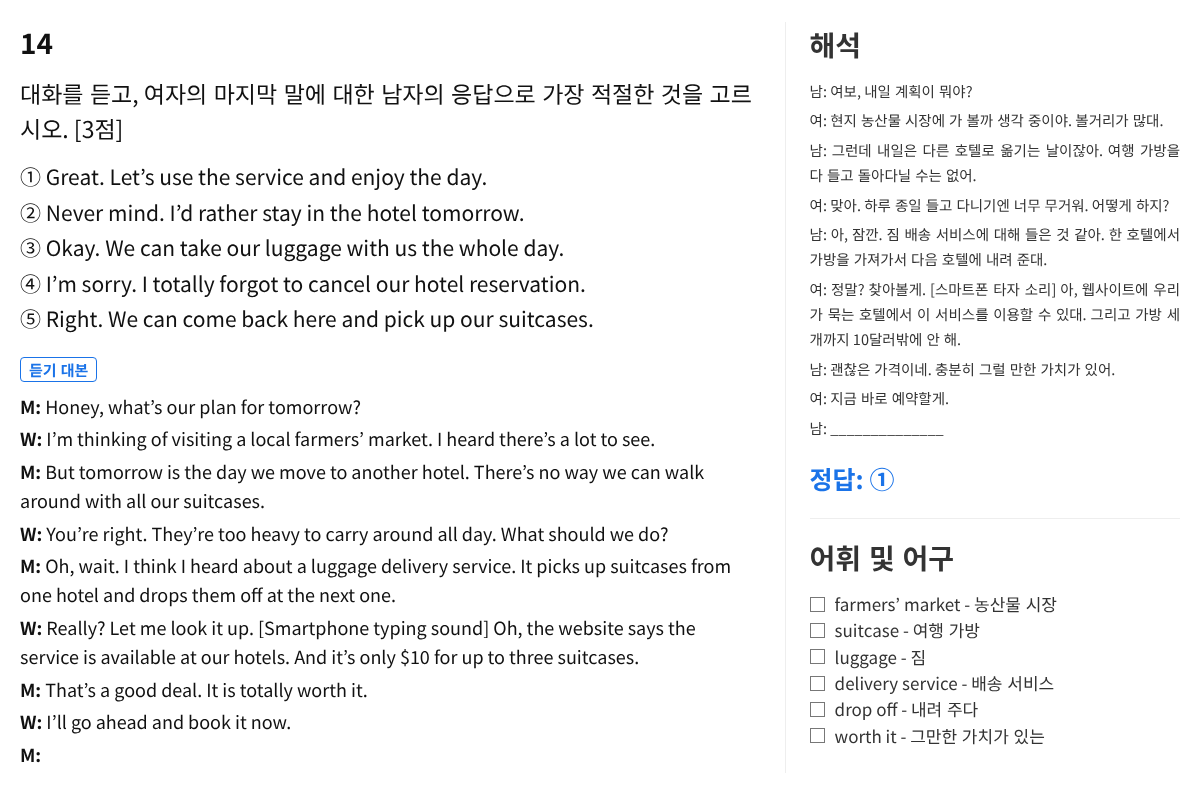 14
대화를 듣고, 여자의 마지막 말에 대한 남자의 응답으로 가장 적절한 것을 고르
시오. [3점]
① Great. Let’s use the service and enjoy the day.
② Never mind. I’d rather stay in the hotel tomorrow.
③ Okay. We can take our luggage with us the whole day.
④ I’m sorry. I totally forgot to cancel our hotel reservation.
⑤ Right. We can come back here and pick up our suitcases.
듣기 대본
M: Honey, what’s our plan for tomorrow?
W: I’m thinking of visiting a local farmers’ market. I heard there’s a lot to see.
M: But tomorrow is the day we move to another hotel. There’s no way we can walk
around with all our suitcases.
W: You’re right. They’re too heavy to carry around all day. What should we do?
M: Oh, wait. I think I heard about a luggage delivery service. It picks up suitcases from
one hotel and drops them off at the next one.
W: Really? Let me look it up. [Smartphone typing sound] Oh, the website says the
service is available at our hotels. And it’s only $10 for up to three suitcases.
M: That’s a good deal. It is totally worth it.
W: I’ll go ahead and book it now.
M:
해석
남: 여보, 내일 계획이 뭐야?
여: 현지 농산물 시장에 가 볼까 생각 중이야. 볼거리가 많대.
남: 그런데 내일은 다른 호텔로 옮기는 날이잖아. 여행 가방을
다 들고 돌아다닐 수는 없어.
여: 맞아. 하루 종일 들고 다니기엔 너무 무거워. 어떻게 하지?
남: 아, 잠깐. 짐 배송 서비스에 대해 들은 것 같아. 한 호텔에서
가방을 가져가서 다음 호텔에 내려 준대.
여: 정말? 찾아볼게. [스마트폰 타자 소리] 아, 웹사이트에 우리
가 묵는 호텔에서 이 서비스를 이용할 수 있대. 그리고 가방 세
개까지 10달러밖에 안 해.
남: 괜찮은 가격이네. 충분히 그럴 만한 가치가 있어.
여: 지금 바로 예약할게.
남: ______________
정답: ①
어휘 및 어구
☐ farmers’ market - 농산물 시장
☐ suitcase - 여행 가방
☐ luggage - 짐
☐ delivery service - 배송 서비스
☐ drop off - 내려 주다
☐ worth it - 그만한 가치가 있는